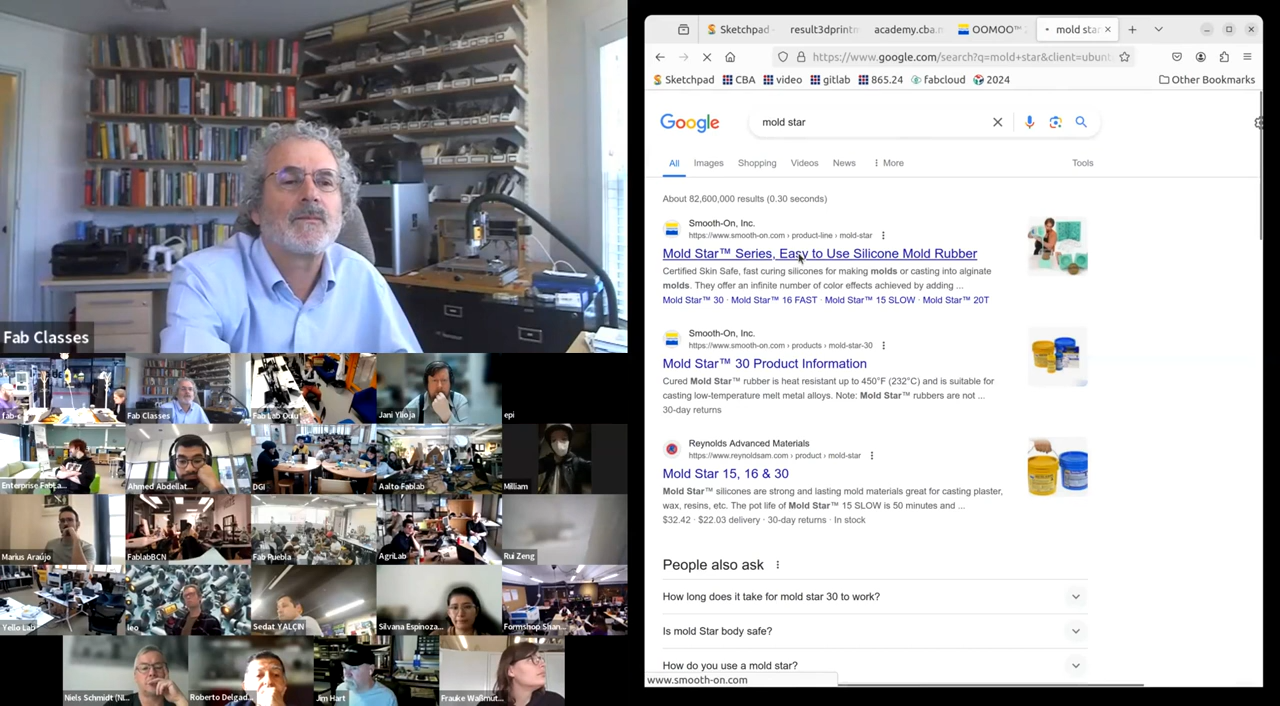 Fab Classes
fab-c
Fab Classes
Fab Lab Oulu
Jani Ylioja
epi
Enterprise FabLa...
Ahmed Abdellat...
DGI
Aalto Fablab
Milliam
Marius Araújo
FablabBCN
Fab Puebla
AgriLab
Rui Zeng
Yello Lab
leo
Sedat YALÇIN
Silvana Espinoza...
Formshop Shan...
Niels Schmidt (NI...
Roberto Delgad...
Jim Hart
Frauke Waßmut...
Sketchpad
result3dprintm
academy.cba.m
OOMOO™
mold star
https://www.google.com/search?q=mold+star&client=ubunt
Sketchpad CBA video gitlab 865.24 fabcloud 2024 Other Bookmarks
Google
mold star
All Images Shopping Videos News More Tools
About 82,600,000 results (0.30 seconds)
Smooth-On, Inc.
https://www.smooth-on.com › product-line › mold-star
Mold Star™ Series, Easy to Use Silicone Mold Rubber
Certified Skin Safe, fast curing silicones for making molds or casting into alginate
molds. They offer an infinite number of color effects achieved by adding ...
Mold Star™ 30 · Mold Star™ 16 FAST · Mold Star™ 15 SLOW · Mold Star™ 20T
Smooth-On, Inc.
https://www.smooth-on.com › products › mold-star-30
Mold Star™ 30 Product Information
Cured Mold Star™ rubber is heat resistant up to 450°F (232°C) and is suitable for
casting low-temperature melt metal alloys. Note: Mold Star™ rubbers are not ...
30-day returns
Reynolds Advanced Materials
https://www.reynoldsam.com › product › mold-star
Mold Star 15, 16 & 30
Mold Star™ silicones are strong and lasting mold materials great for casting plaster,
wax, resins, etc. The pot life of Mold Star™ 15 SLOW is 50 minutes and ...
$32.42 · $22.03 delivery · 30-day returns · In stock
People also ask
How long does it take for mold star 30 to work?
Is mold Star body safe?
How do you use a mold star?
www.smooth-on.com